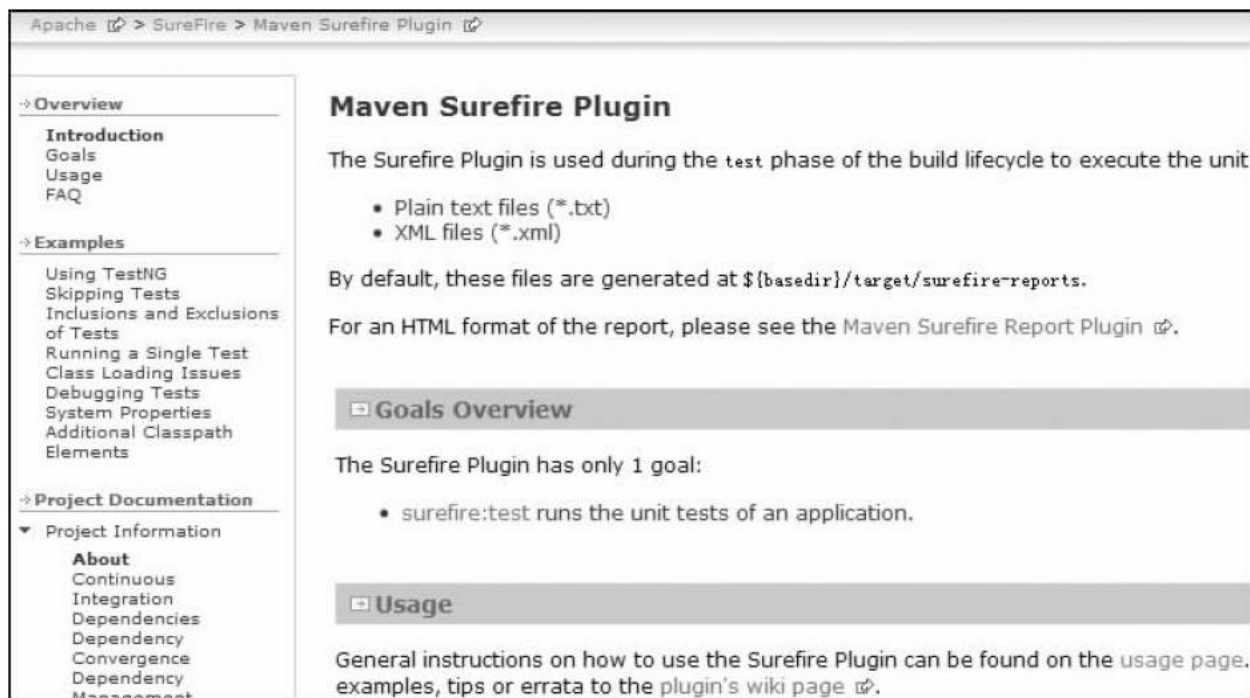 Apache > SureFire > Maven Surefire Plugin
Overview
Introduction
Goals
Usage
FAQ
Examples
Using TestNG
Skipping Tests
Inclusions and Exclusions
of Tests
Running a Single Test
Class Loading Issues
Debugging Tests
System Properties
Additional Classpath
Elements
Project Documentation
Project Information
About
Continuous
Integration
Dependencies
Dependency
Convergence
Dependency
Management
Maven Surefire Plugin
The Surefire Plugin is used during the test phase of the build lifecycle to execute the unit
• Plain text files (*.txt)
• XML files (*.xml)
By default, these files are generated at ${basedir}/target/surefire-reports.
For an HTML format of the report, please see the Maven Surefire Report Plugin.
Goals Overview
The Surefire Plugin has only 1 goal:
• surefire:test runs the unit tests of an application.
Usage
General instructions on how to use the Surefire Plugin can be found on the usage page.
examples, tips or errata to the plugin's wiki page.